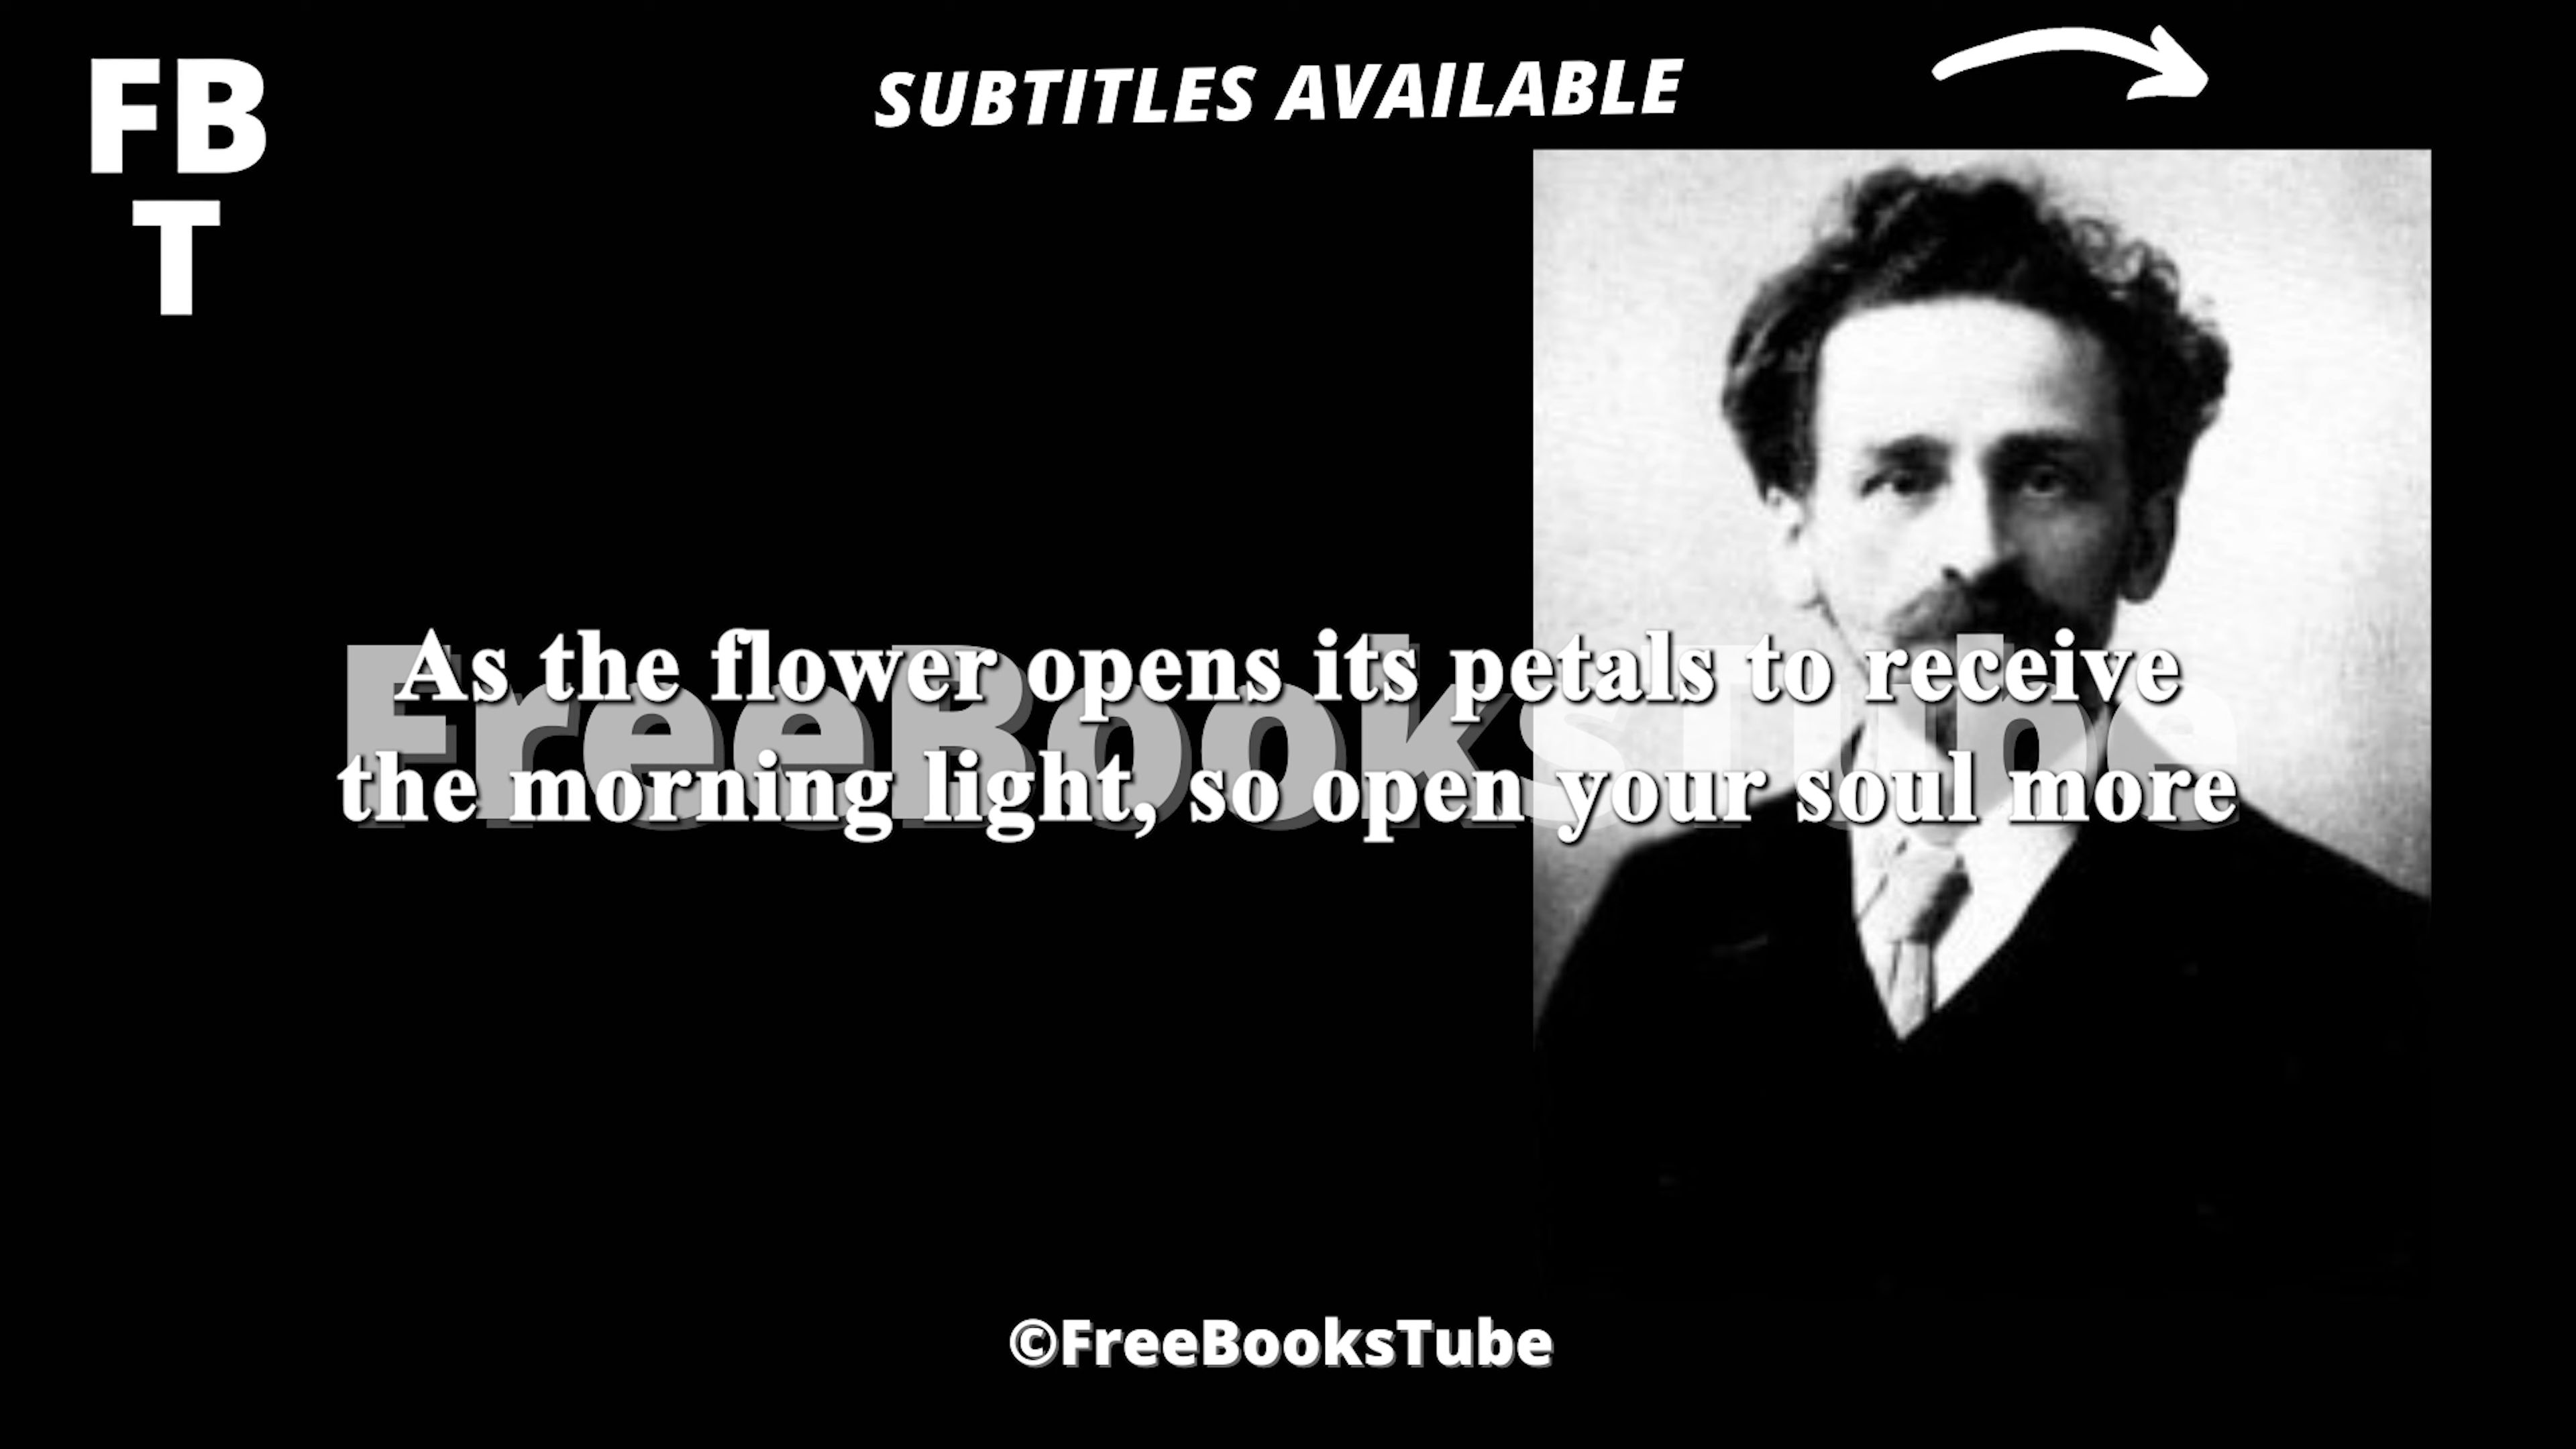 FB
T
SUBTITLES AVAILABLE
FreeBooksTube
As the flower opens its petals to receive
the morning light, so open your soul more
©FreeBooksTube